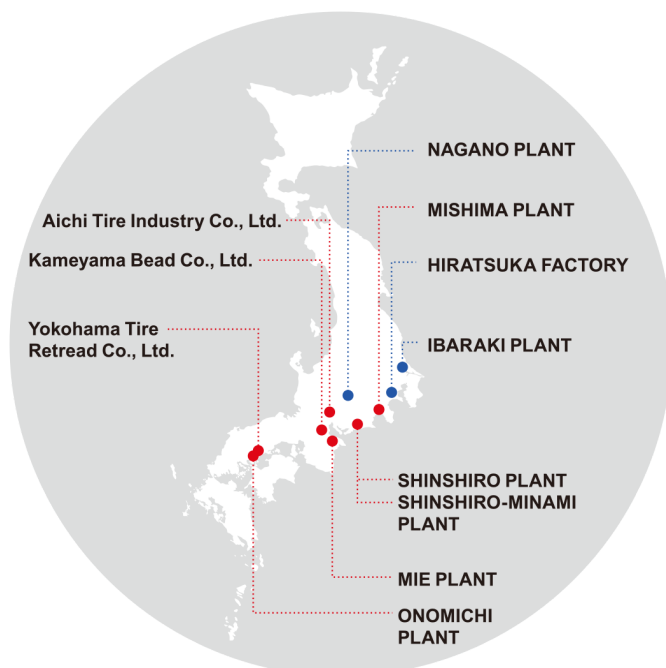 NAGANO PLANT
MISHIMA PLANT
Aichi Tire Industry Co., Ltd.
Kameyama Bead Co., Ltd.
HIRATSUKA FACTORY
Yokohama Tire
Retread Co., Ltd.
IBARAKI PLANT
SHINSHIRO PLANT
SHINSHIRO-MINAMI
PLANT
MIE PLANT
ONOMICHI
PLANT